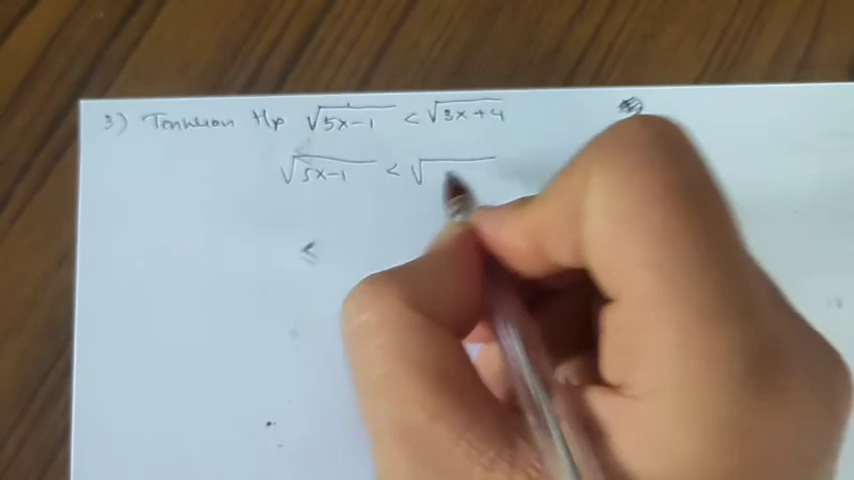 3) Tentukan Hp √5x-1 < √3x+4
√5x-1 < √
<